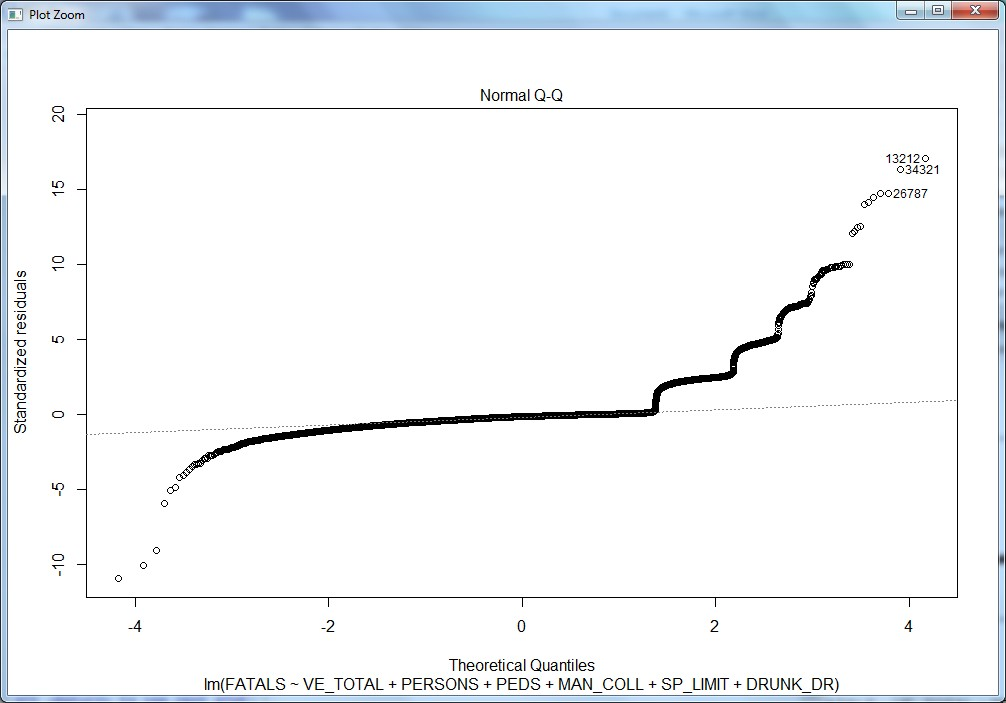 Plot Zoom
Normal Q-Q
20
15
10
5
0
-5
-10
Standardized residuals
13212
34321
26787
-4 -2 0 2 4
Theoretical Quantiles
lm(FATALS ~ VE_TOTAL + PERSONS + PEDS + MAN_COLL + SP_LIMIT + DRUNK_DR)